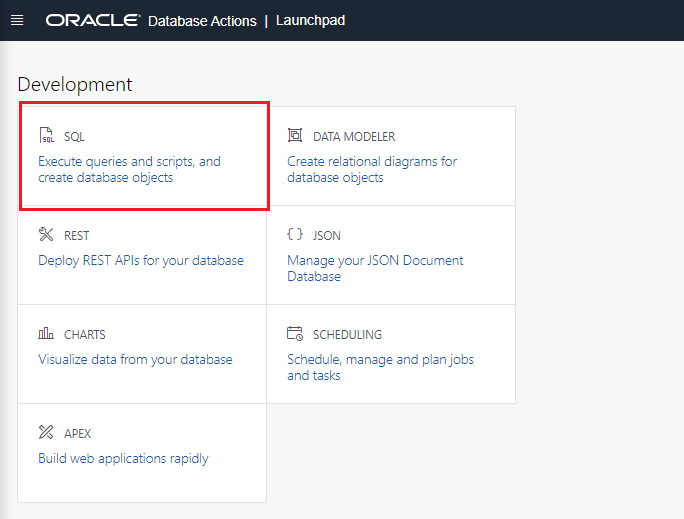 ORACLE Database Actions | Launchpad
Development
SQL
Execute queries and scripts, and
create database objects
DATA MODELER
Create relational diagrams for
database objects
REST
Deploy REST APIs for your database
{ } JSON
Manage your JSON Document
Database
CHARTS
Visualize data from your database
SCHEDULING
Schedule, manage and plan jobs
and tasks
APEX
Build web applications rapidly